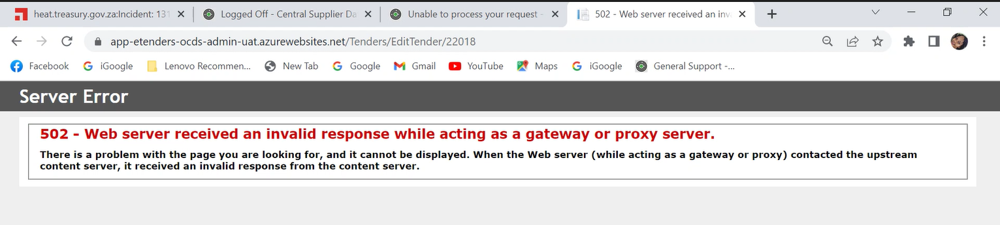 heat.treasury.gov.za:Incident: 131
Logged Off - Central Supplier Da
Unable to process your request -
502 - Web server received an inv
app-etenders-ocds-admin-uat.azurewebsites.net/Tenders/EditTender/22018
Facebook
iGoogle
Lenovo Recommen...
New Tab
Google
Gmail
YouTube
Maps
iGoogle
General Support -...
Server Error
502 - Web server received an invalid response while acting as a gateway or proxy server.
There is a problem with the page you are looking for, and it cannot be displayed. When the Web server (while acting as a gateway or proxy) contacted the upstream
content server, it received an invalid response from the content server.